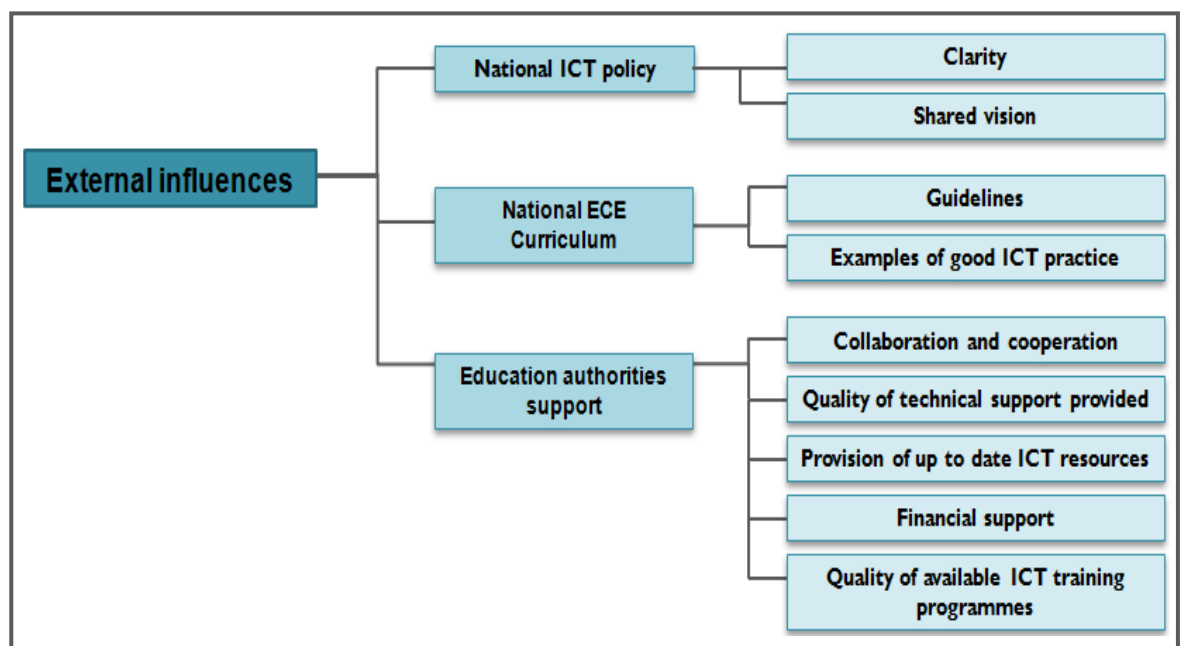 External influences
National ICT policy
Clarity
Shared vision
National ECE
Curriculum
Guidelines
Examples of good ICT practice
Education authorities
support
Collaboration and cooperation
Quality of technical support provided
Provision of up to date ICT resources
Financial support
Quality of available ICT training
programmes